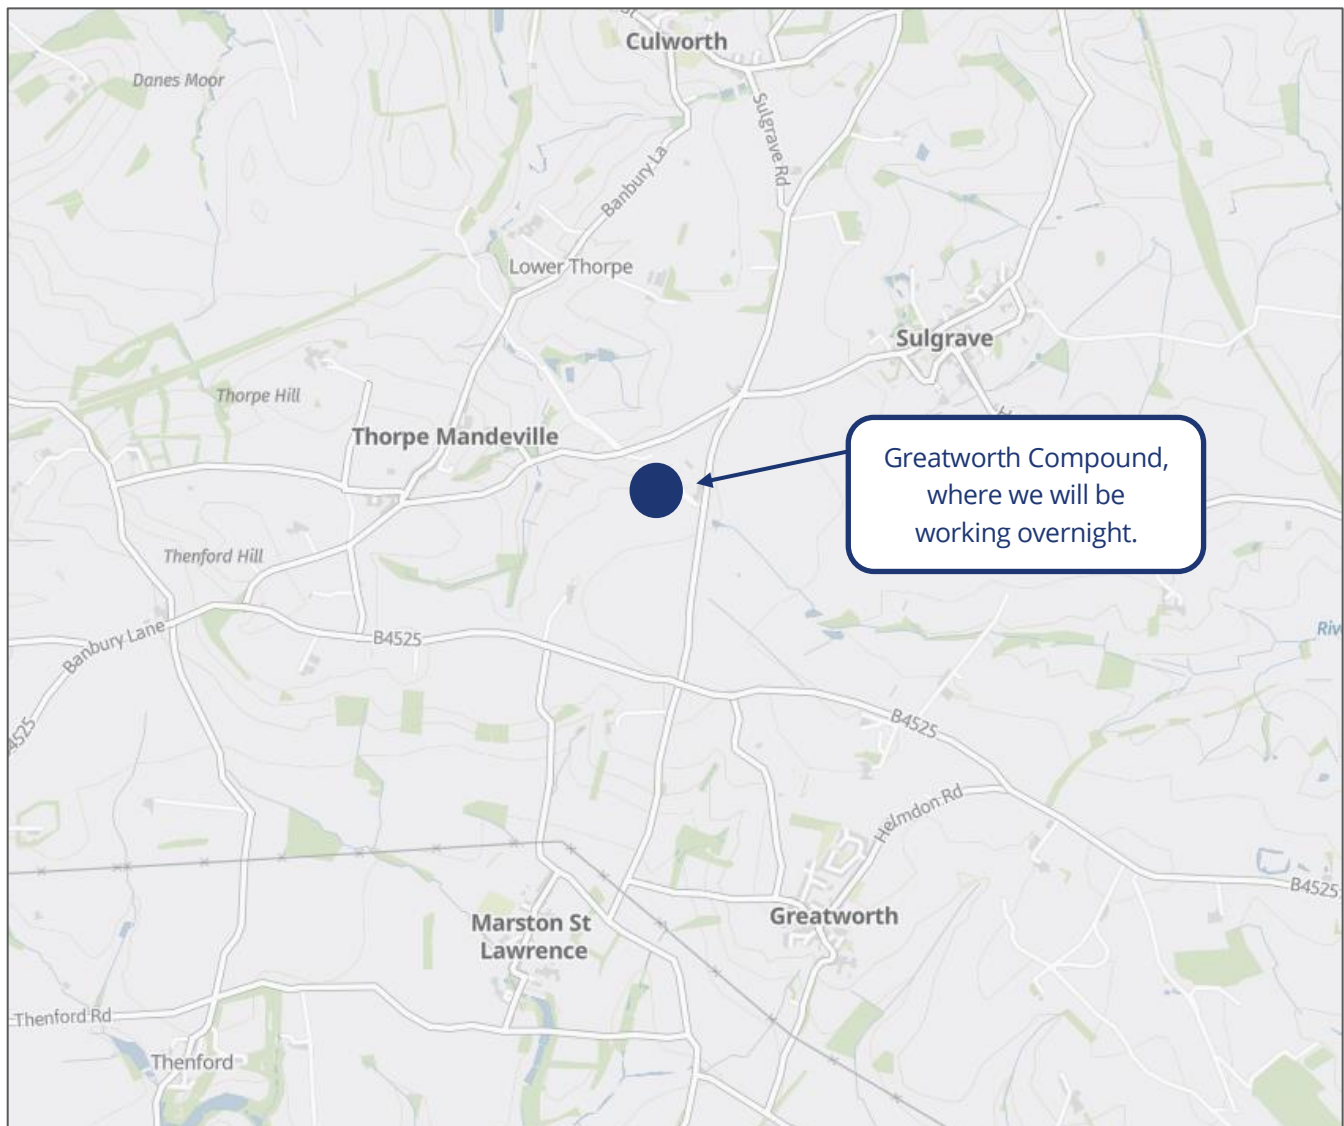 Culworth
Danes Moor
Sulgrave Rd
Banbury La
Lower Thorpe
Sulgrave
Thorpe Hill
Thorpe Mandeville
Greatworth Compound,
where we will be
working overnight.
Thenford Hill
Banbury Lane
B4525
B4525
B4525
Helmdon Rd
B4525
Marston St
Lawrence
Greatworth
Thenford Rd
Thenford